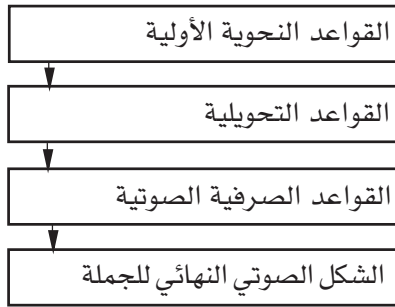 القواعد النحوية الأولية
القواعد التحويلية
القواعد الصرفية الصوتية
الشكل الصوتي النهائي للجملة